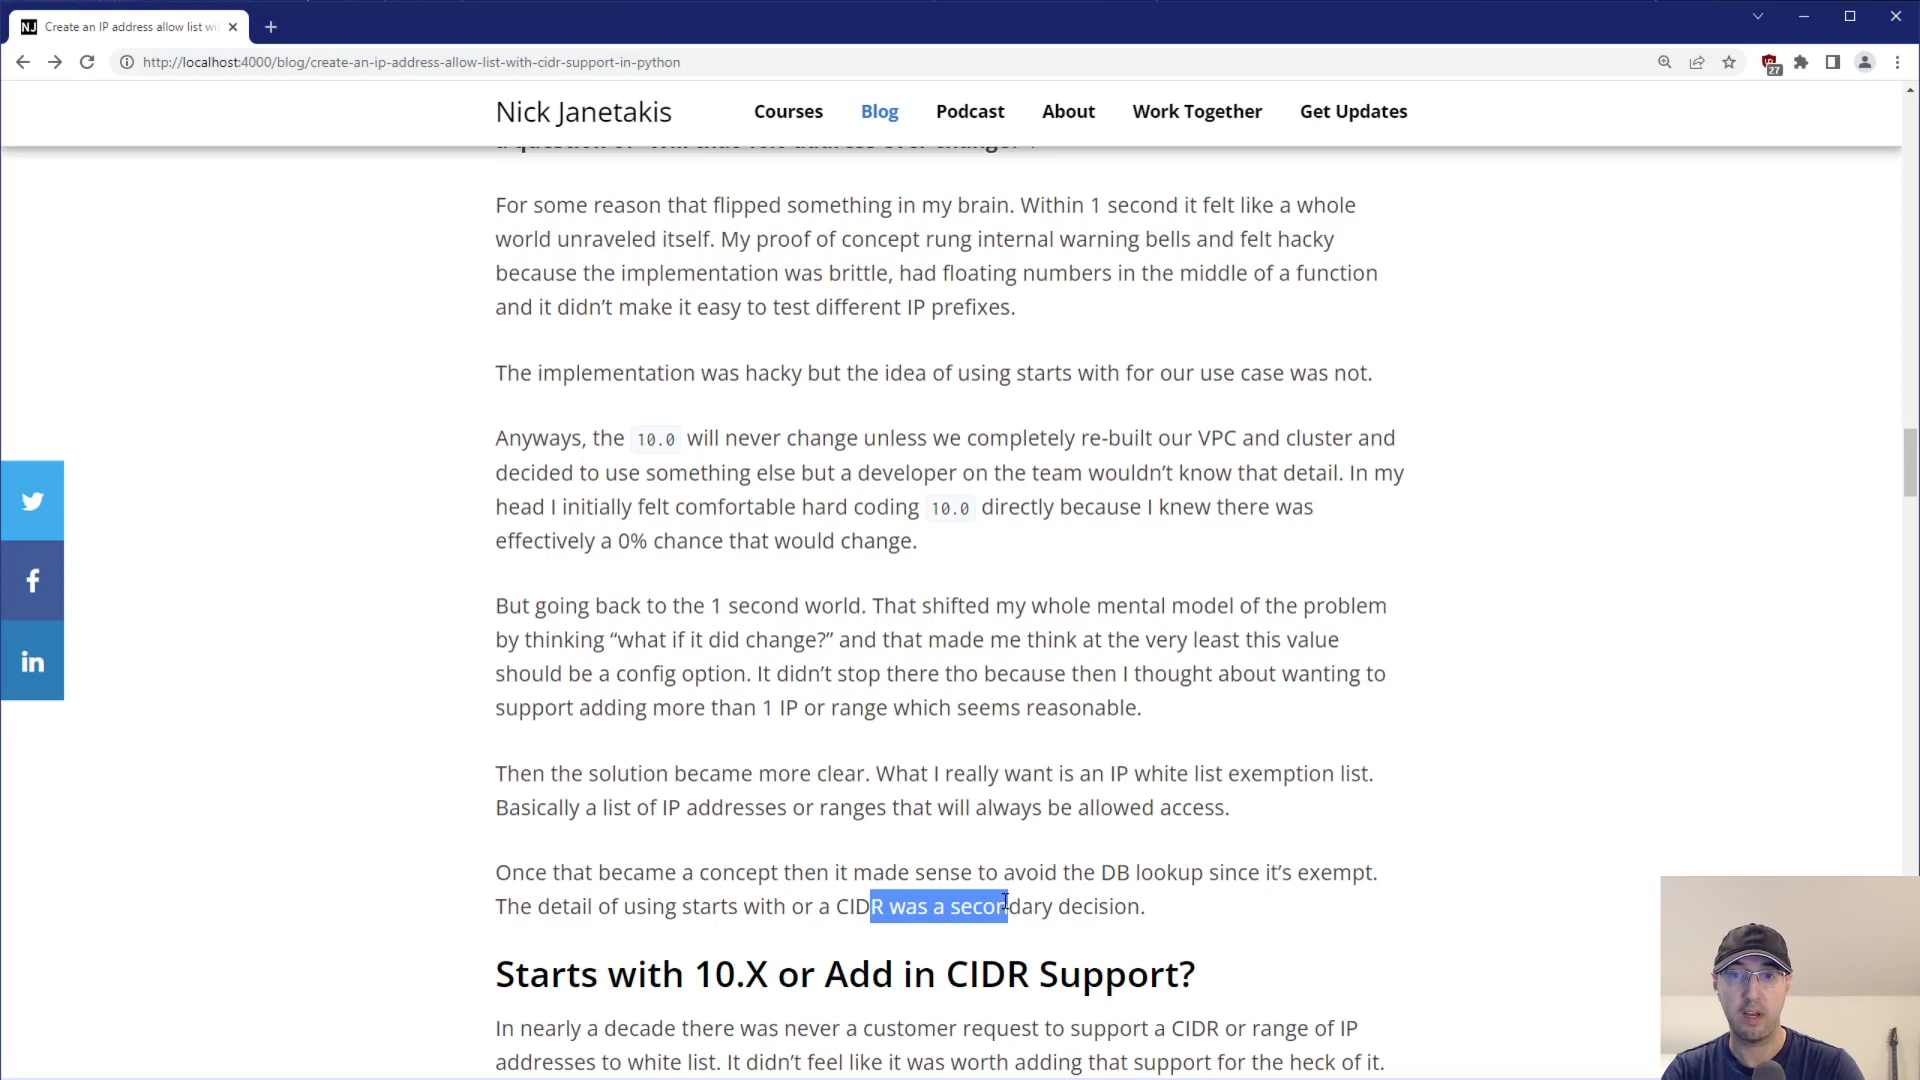 Create an IP address allow list wi
http://localhost:4000/blog/create-an-ip-address-allow-list-with-cidr-support-in-python
27
Nick Janetakis
Courses
Blog
Podcast
About
Work Together
Get Updates
For some reason that flipped something in my brain. Within 1 second it felt like a whole
world unraveled itself. My proof of concept rung internal warning bells and felt hacky
because the implementation was brittle, had floating numbers in the middle of a function
and it didn’t make it easy to test different IP prefixes.
The implementation was hacky but the idea of using starts with for our use case was not.
Anyways, the 10.0 will never change unless we completely re-built our VPC and cluster and
decided to use something else but a developer on the team wouldn’t know that detail. In my
head I initially felt comfortable hard coding 10.0 directly because I knew there was
effectively a 0% chance that would change.
But going back to the 1 second world. That shifted my whole mental model of the problem
by thinking “what if it did change?” and that made me think at the very least this value
should be a config option. It didn’t stop there tho because then I thought about wanting to
support adding more than 1 IP or range which seems reasonable.
Then the solution became more clear. What I really want is an IP white list exemption list.
Basically a list of IP addresses or ranges that will always be allowed access.
Once that became a concept then it made sense to avoid the DB lookup since it’s exempt.
The detail of using starts with or a CIDR was a secondary decision.
Starts with 10.X or Add in CIDR Support?
In nearly a decade there was never a customer request to support a CIDR or range of IP
addresses to white list. It didn’t feel like it was worth adding that support for the heck of it.